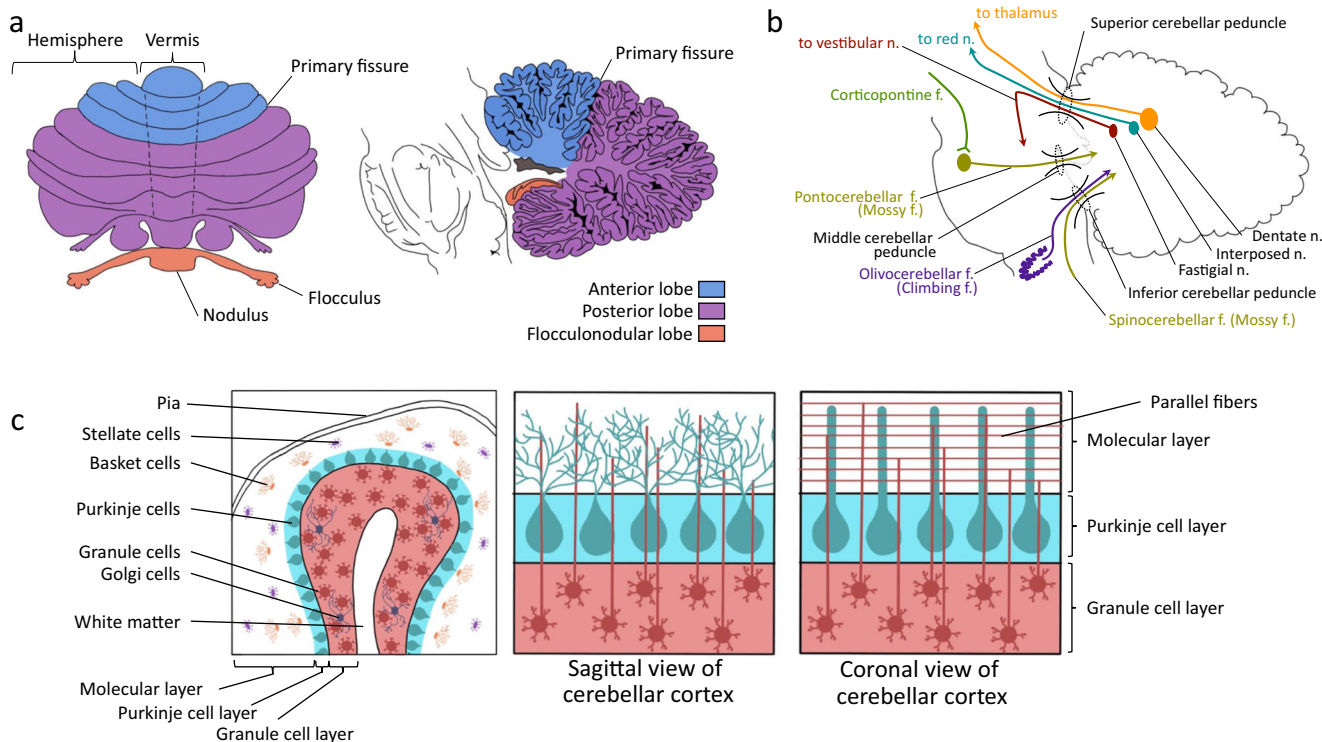 a
Hemisphere
Vermis
Primary fissure
Nodulus
Flocculus
Primary fissure
Anterior lobe
Posterior lobe
Flocculonodular lobe
b
to thalamus
to vestibular n.
to red n.
Superior cerebellar peduncle
Corticopontine f.
Pontocerebellar f.
(Mossy f.)
Middle cerebellar
peduncle
Olivocerebellar f.
(Climbing f.)
Dentate n.
Interposed n.
Fastigial n.
Inferior cerebellar peduncle
Spinocerebellar f. (Mossy f.)
c
Pia
Stellate cells
Basket cells
Purkinje cells
Granule cells
Golgi cells
White matter
Molecular layer
Purkinje cell layer
Granule cell layer
Sagittal view of
cerebellar cortex
Coronal view of
cerebellar cortex
Parallel fibers
Molecular layer
Purkinje cell layer
Granule cell layer